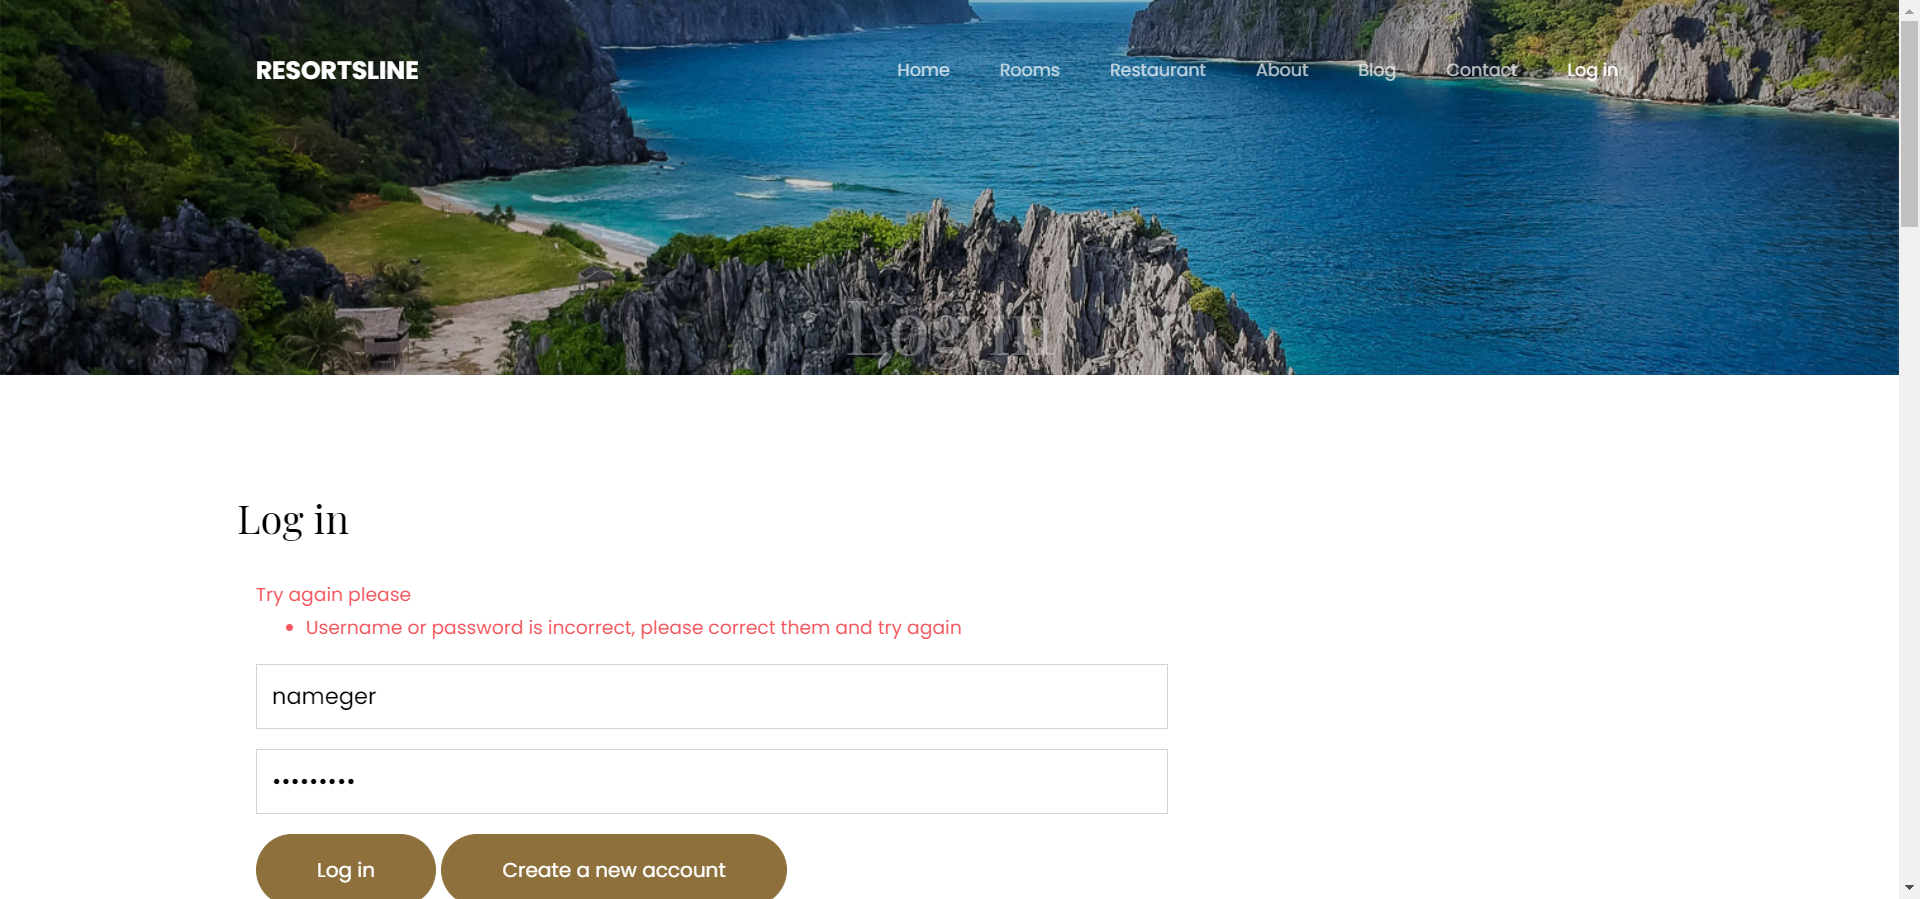 RESORTSLINE
Home Rooms Restaurant About Blog Contact Log in
Log in
Log in
Try again please
Username or password is incorrect, please correct them and try again
nameger
•••••••••
Log in Create a new account